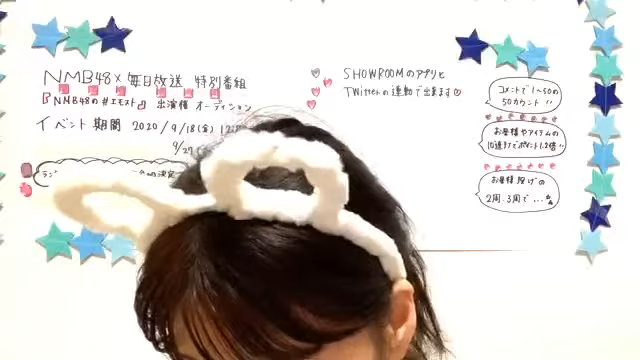 NMB48×毎日放送 特別番組
『NMB48の#エモスト』 出演権 オーディション
イベント期間 2020/9/18(金) 12
9/27
SHOWROOMのアプリと
Twitterの連動で出来ます
コメントで1〜50の
50カウント!!
お星様やアイテムの
10連打でポイント1.2倍!!
お星様投げの
2周、3周で...